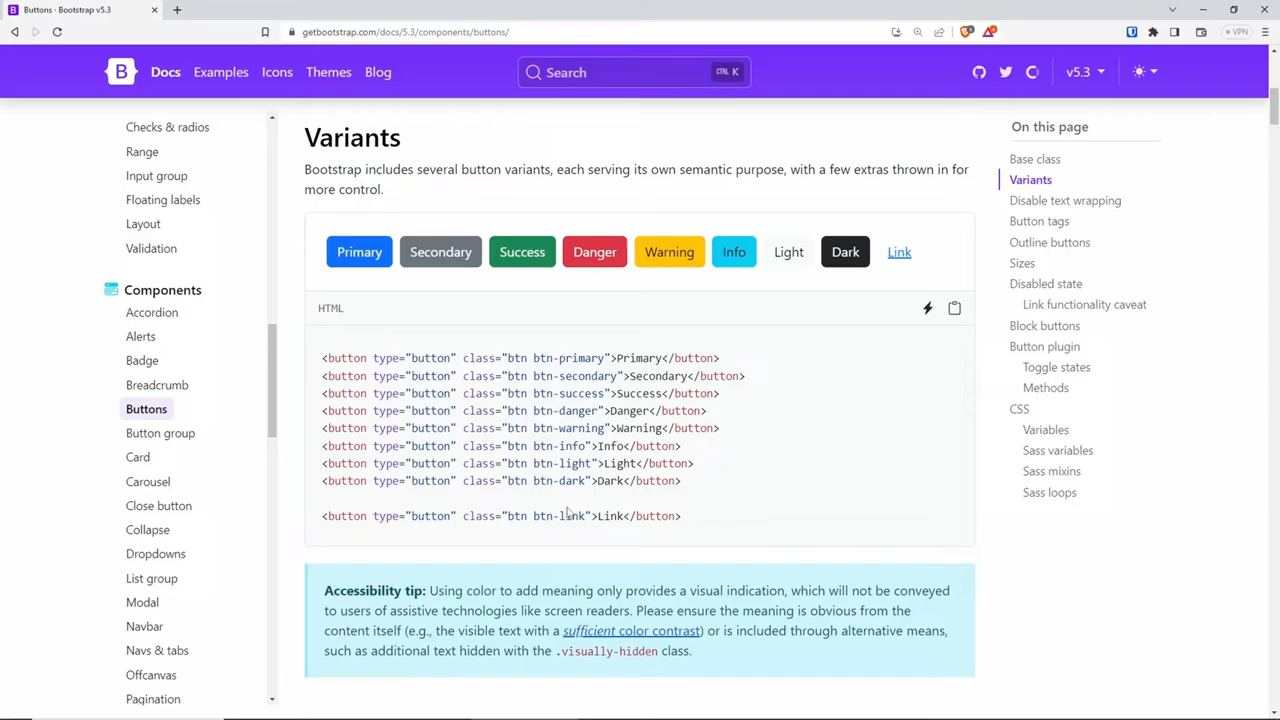 Buttons · Bootstrap v5.3
getbootstrap.com/docs/5.3/components/buttons/
VPN
B
Docs
Examples
Icons
Themes
Blog
Search
CTRL K
v5.3
Checks & radios
Range
Input group
Floating labels
Layout
Validation
Components
Accordion
Alerts
Badge
Breadcrumb
Buttons
Button group
Card
Carousel
Close button
Collapse
Dropdowns
List group
Modal
Navbar
Navs & tabs
Offcanvas
Pagination
Variants
Bootstrap includes several button variants, each serving its own semantic purpose, with a few extras thrown in for
more control.
Primary
Secondary
Success
Danger
Warning
Info
Light
Dark
Link
HTML
<button type="button" class="btn btn-primary">Primary</button>
<button type="button" class="btn btn-secondary">Secondary</button>
<button type="button" class="btn btn-success">Success</button>
<button type="button" class="btn btn-danger">Danger</button>
<button type="button" class="btn btn-warning">Warning</button>
<button type="button" class="btn btn-info">Info</button>
<button type="button" class="btn btn-light">Light</button>
<button type="button" class="btn btn-dark">Dark</button>
<button type="button" class="btn btn-link">Link</button>
Accessibility tip: Using color to add meaning only provides a visual indication, which will not be conveyed
to users of assistive technologies like screen readers. Please ensure the meaning is obvious from the
content itself (e.g., the visible text with a sufficient color contrast) or is included through alternative means,
such as additional text hidden with the .visually-hidden class.
On this page
Base class
Variants
Disable text wrapping
Button tags
Outline buttons
Sizes
Disabled state
Link functionality caveat
Block buttons
Button plugin
Toggle states
Methods
CSS
Variables
Sass variables
Sass mixins
Sass loops